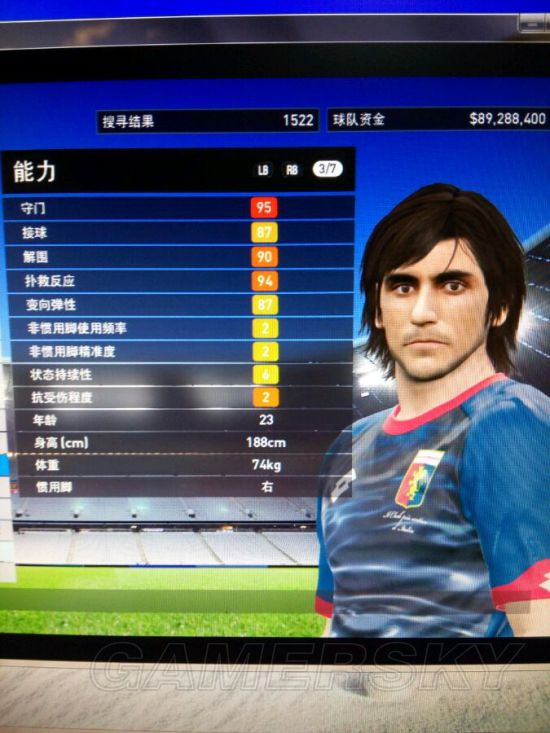 搜寻结果 1522 球队资金 $89,288,400
能力 LB RB 3/7
守门 95
接球 87
解围 90
扑救反应 94
变向弹性 87
非惯用脚使用频率 2
非惯用脚精准度 2
状态持续性 6
抗受伤程度 2
年龄 23
身高(cm) 188cm
体重 74kg
惯用脚 右
GAMERSKY